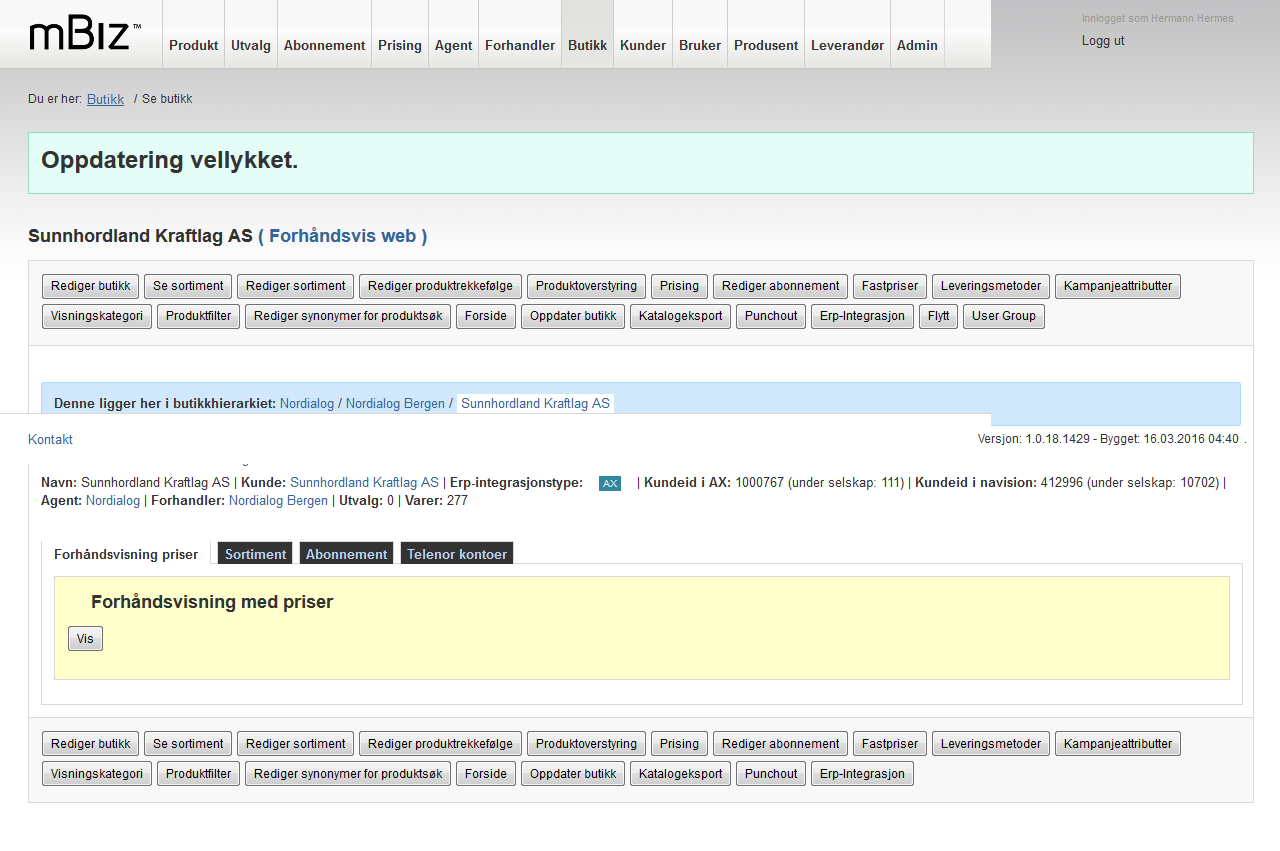 mBiz™
Produkt Utvalg Abonnement Prising Agent Forhandler Butikk Kunder Bruker Produsent Leverandør Admin
Innlogget som Hermann Hermes
Logg ut
Du er her: Butikk / Se butikk
Oppdatering vellykket.
Sunnhordland Kraftlag AS ( Forhåndsvis web )
Rediger butikk Se sortiment Rediger sortiment Rediger produktrekkefølge Produktoverstyring Prising Rediger abonnement Fastpriser Leveringsmetoder Kampanjeattributter
Visningskategori Produktfilter Rediger synonymer for produktsøk Forside Oppdater butikk Katalogeksport Punchout Erp-Integrasjon Flytt User Group
Denne ligger her i butikkhierarkiet: Nordialog / Nordialog Bergen / Sunnhordland Kraftlag AS
Kontakt
Versjon: 1.0.18.1429 - Bygget: 16.03.2016 04:40 .
Navn: Sunnhordland Kraftlag AS | Kunde: Sunnhordland Kraftlag AS | Erp-integrasjonstype: AX | Kundeid i AX: 1000767 (under selskap: 111) | Kundeid i navision: 412996 (under selskap: 10702) |
Agent: Nordialog | Forhandler: Nordialog Bergen | Utvalg: 0 | Varer: 277
Forhåndsvisning priser Sortiment Abonnement Telenor kontoer
Forhåndsvisning med priser
Vis
Rediger butikk Se sortiment Rediger sortiment Rediger produktrekkefølge Produktoverstyring Prising Rediger abonnement Fastpriser Leveringsmetoder Kampanjeattributter
Visningskategori Produktfilter Rediger synonymer for produktsøk Forside Oppdater butikk Katalogeksport Punchout Erp-Integrasjon